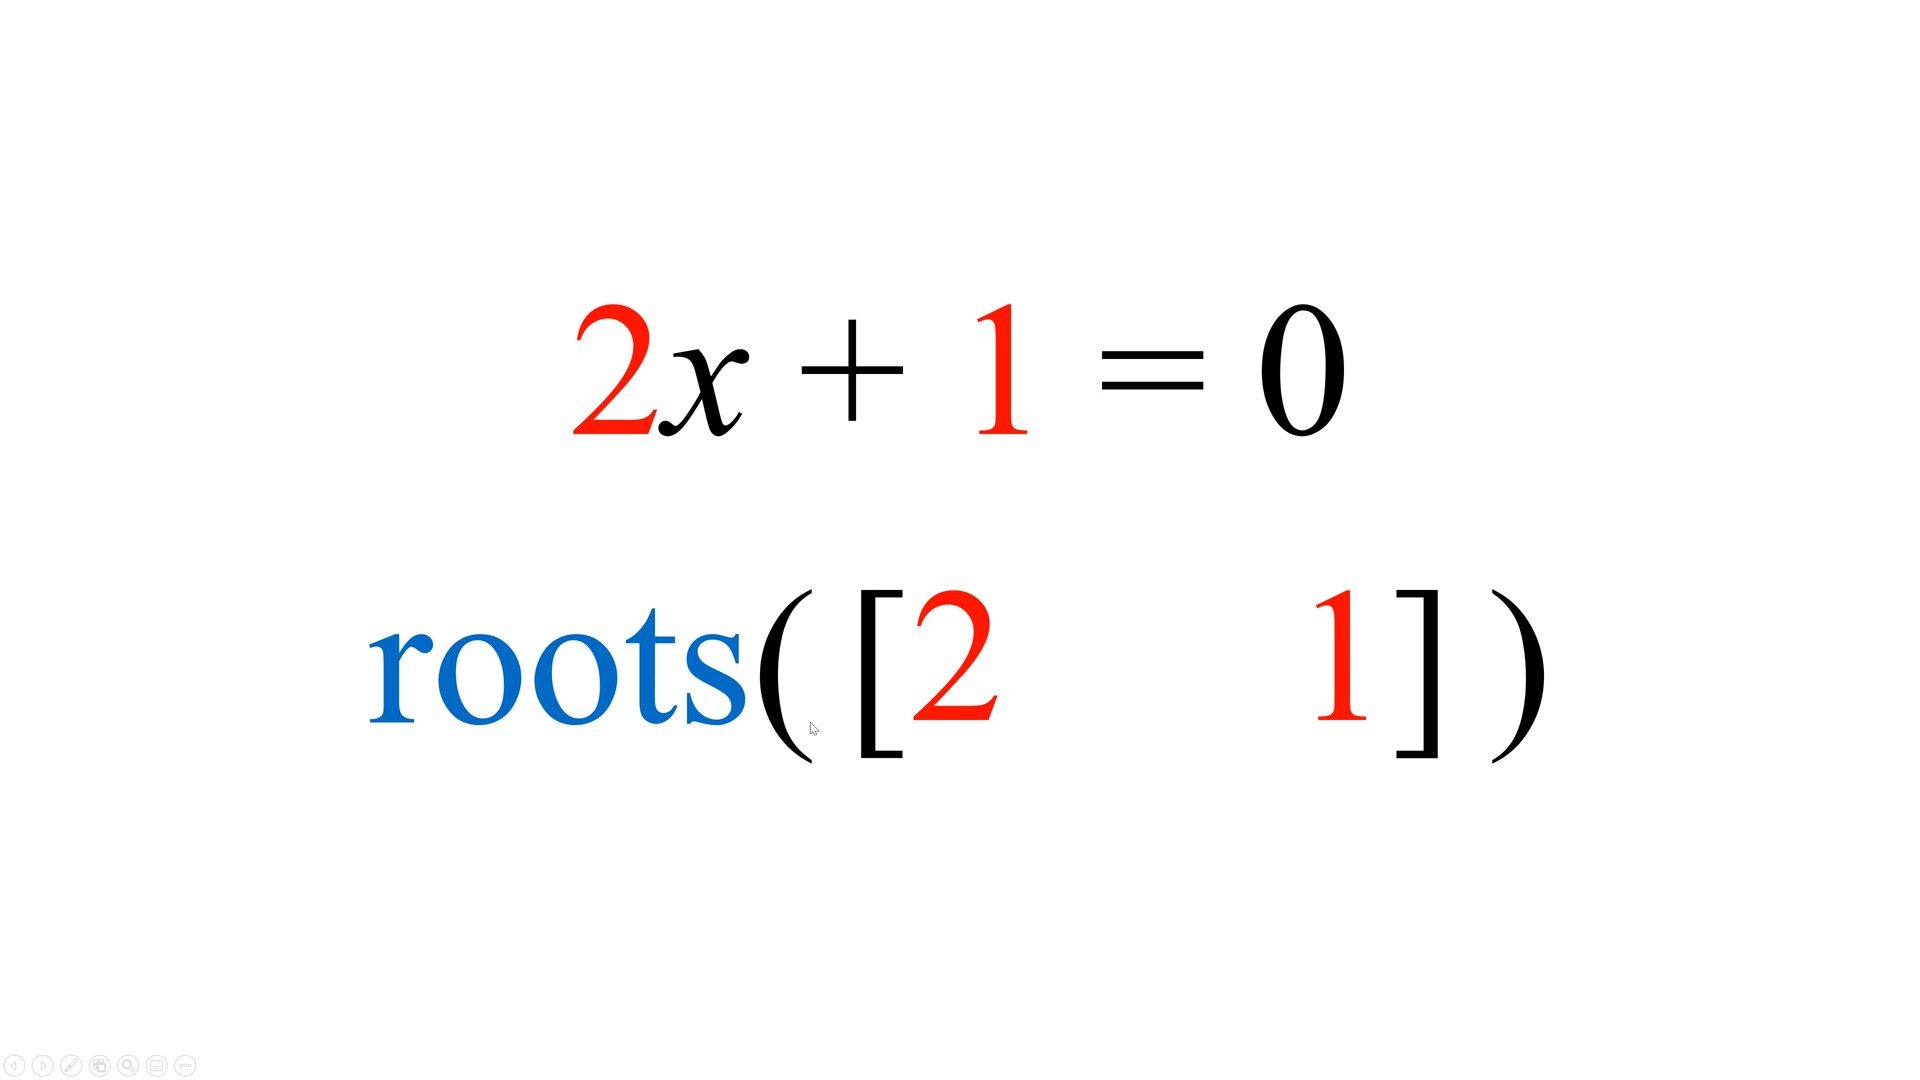 2x + 1 = 0
roots([2 1])